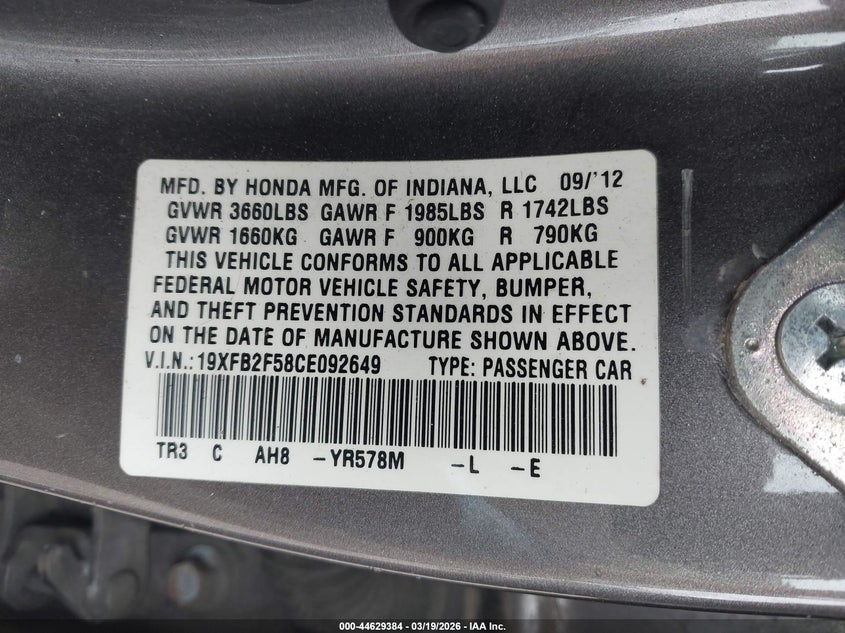 MFD. BY HONDA MFG. OF INDIANA, LLC 09/'12
GVWR 3660LBS GAWR F 1985LBS R 1742LBS
GVWR 1660KG GAWR F 900KG R 790KG
THIS VEHICLE CONFORMS TO ALL APPLICABLE
FEDERAL MOTOR VEHICLE SAFETY, BUMPER,
AND THEFT PREVENTION STANDARDS IN EFFECT
ON THE DATE OF MANUFACTURE SHOWN ABOVE.
V.I.N.: 19XFB2F58CE092649 TYPE: PASSENGER CAR
TR3 C AH8 -YR578M -L -E
000-44629384 - 03/19/2026 - IAA Inc.